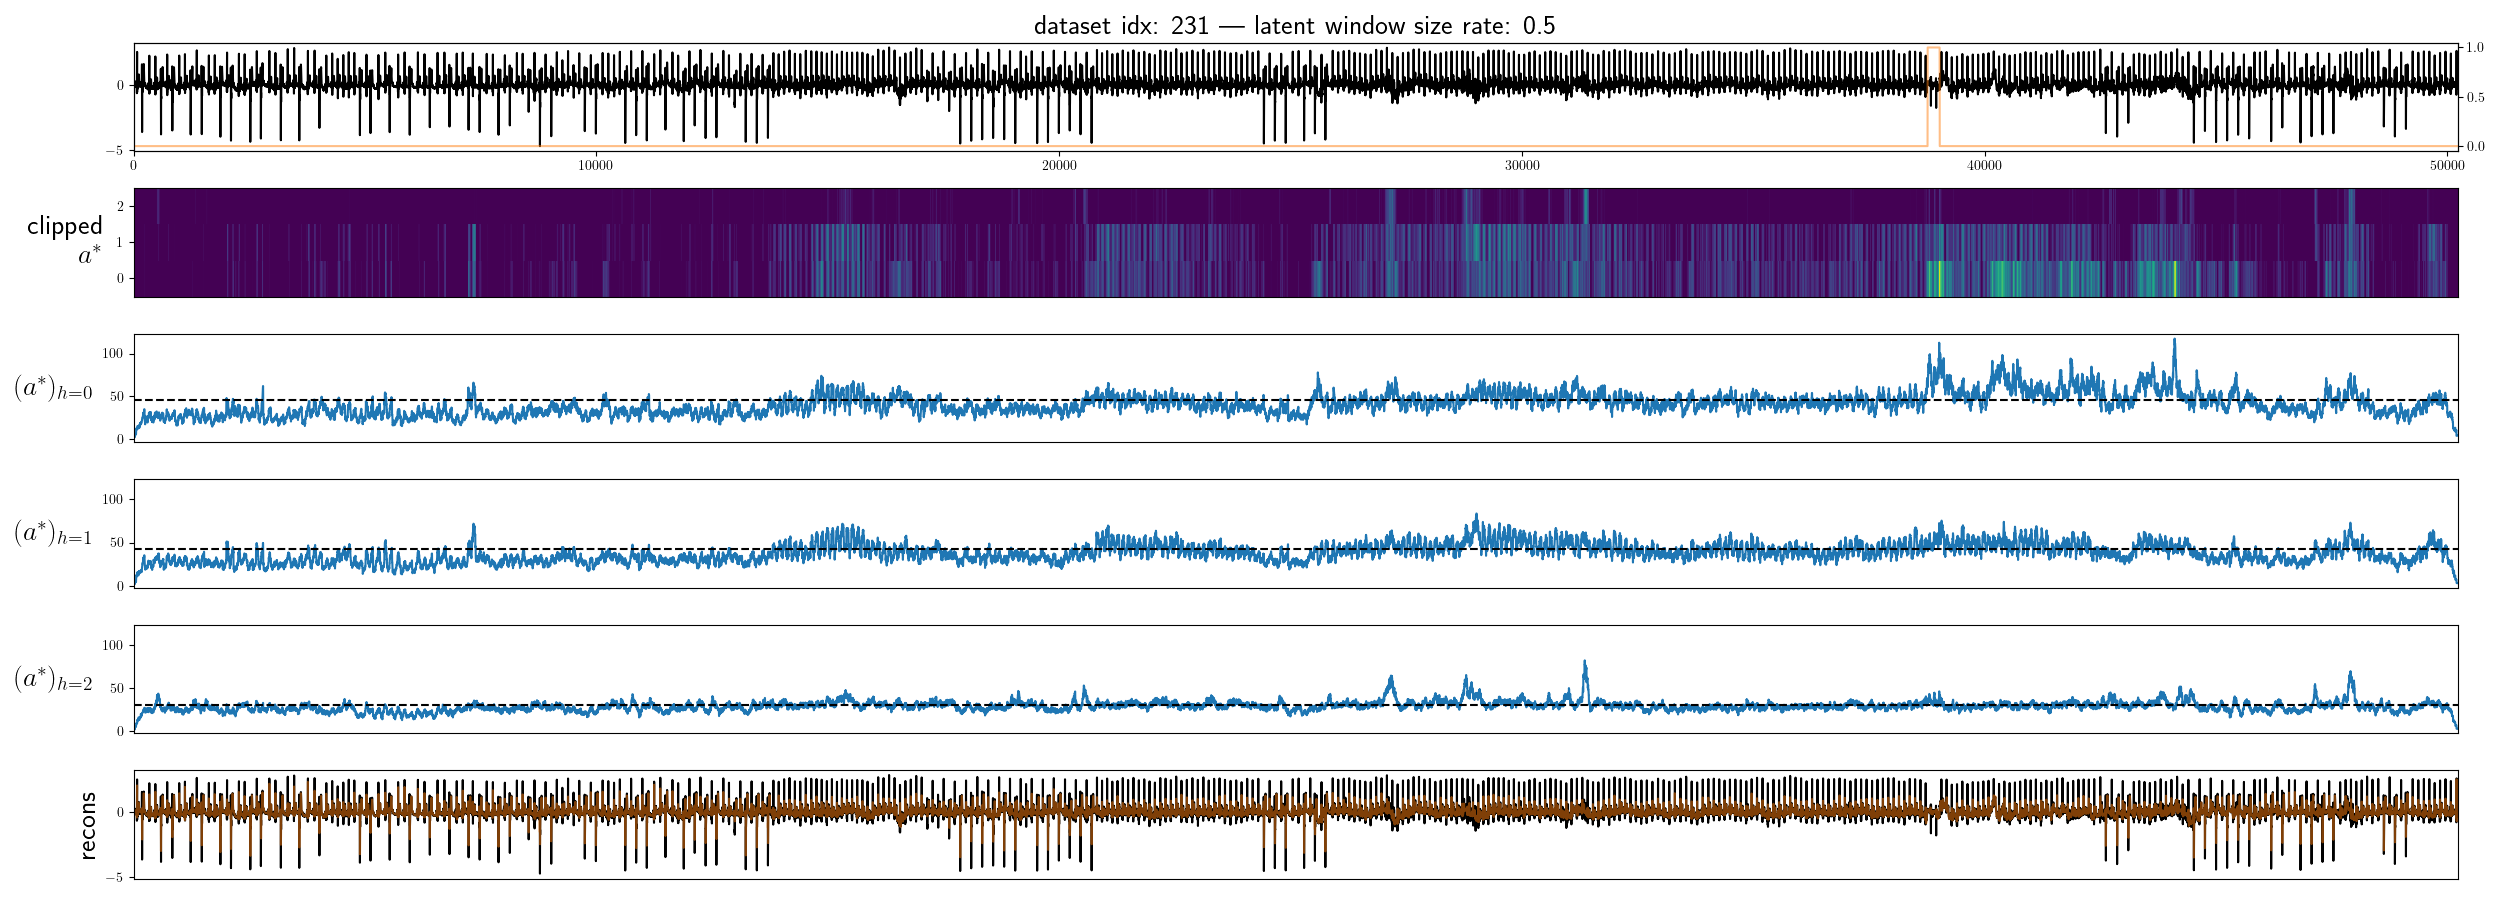 dataset idx: 231 — latent window size rate: 0.5
0
−5
1.0
0.5
0.0
0 10000 20000 30000 40000 50000
clipped
a*
2
1
0
(a*)h=0
100
50
0
(a*)h=1
100
50
0
(a*)h=2
100
50
0
recons
0
−5